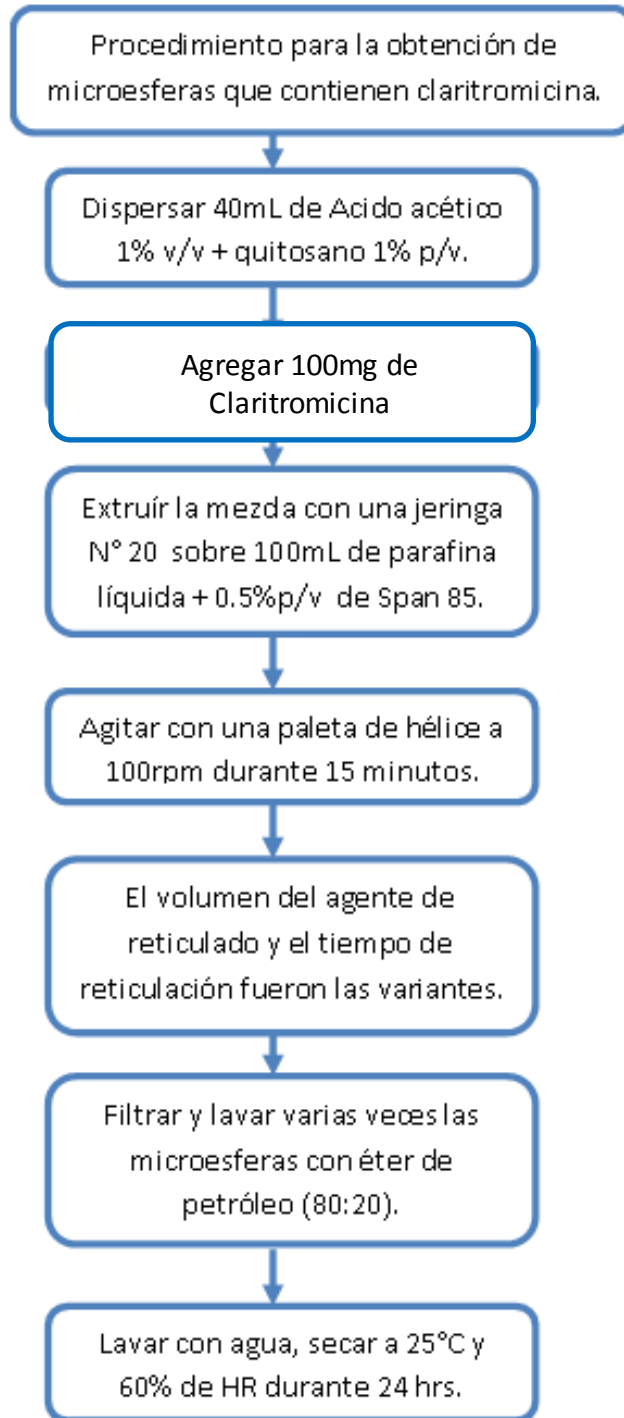 Procedimiento para la obtención de
microesferas que contienen claritromicina.
Dispersar 40mL de Acido acético
1% v/v + quitosano 1% p/v.
Agregar 100mg de
Claritromicina
Extruír la mezda con una jeringa
N° 20 sobre 100mL de parafina
líquida + 0.5%p/v de Span 85.
Agitar con una paleta de hélice a
100rpm durante 15 minutos.
El volumen del agente de
reticulado y el tiempo de
reticulación fueron las variantes.
Filtrar y lavar varias veces las
microesferas con éter de
petróleo (80:20).
Lavar con agua, secar a 25°C y
60% de HR durante 24 hrs.